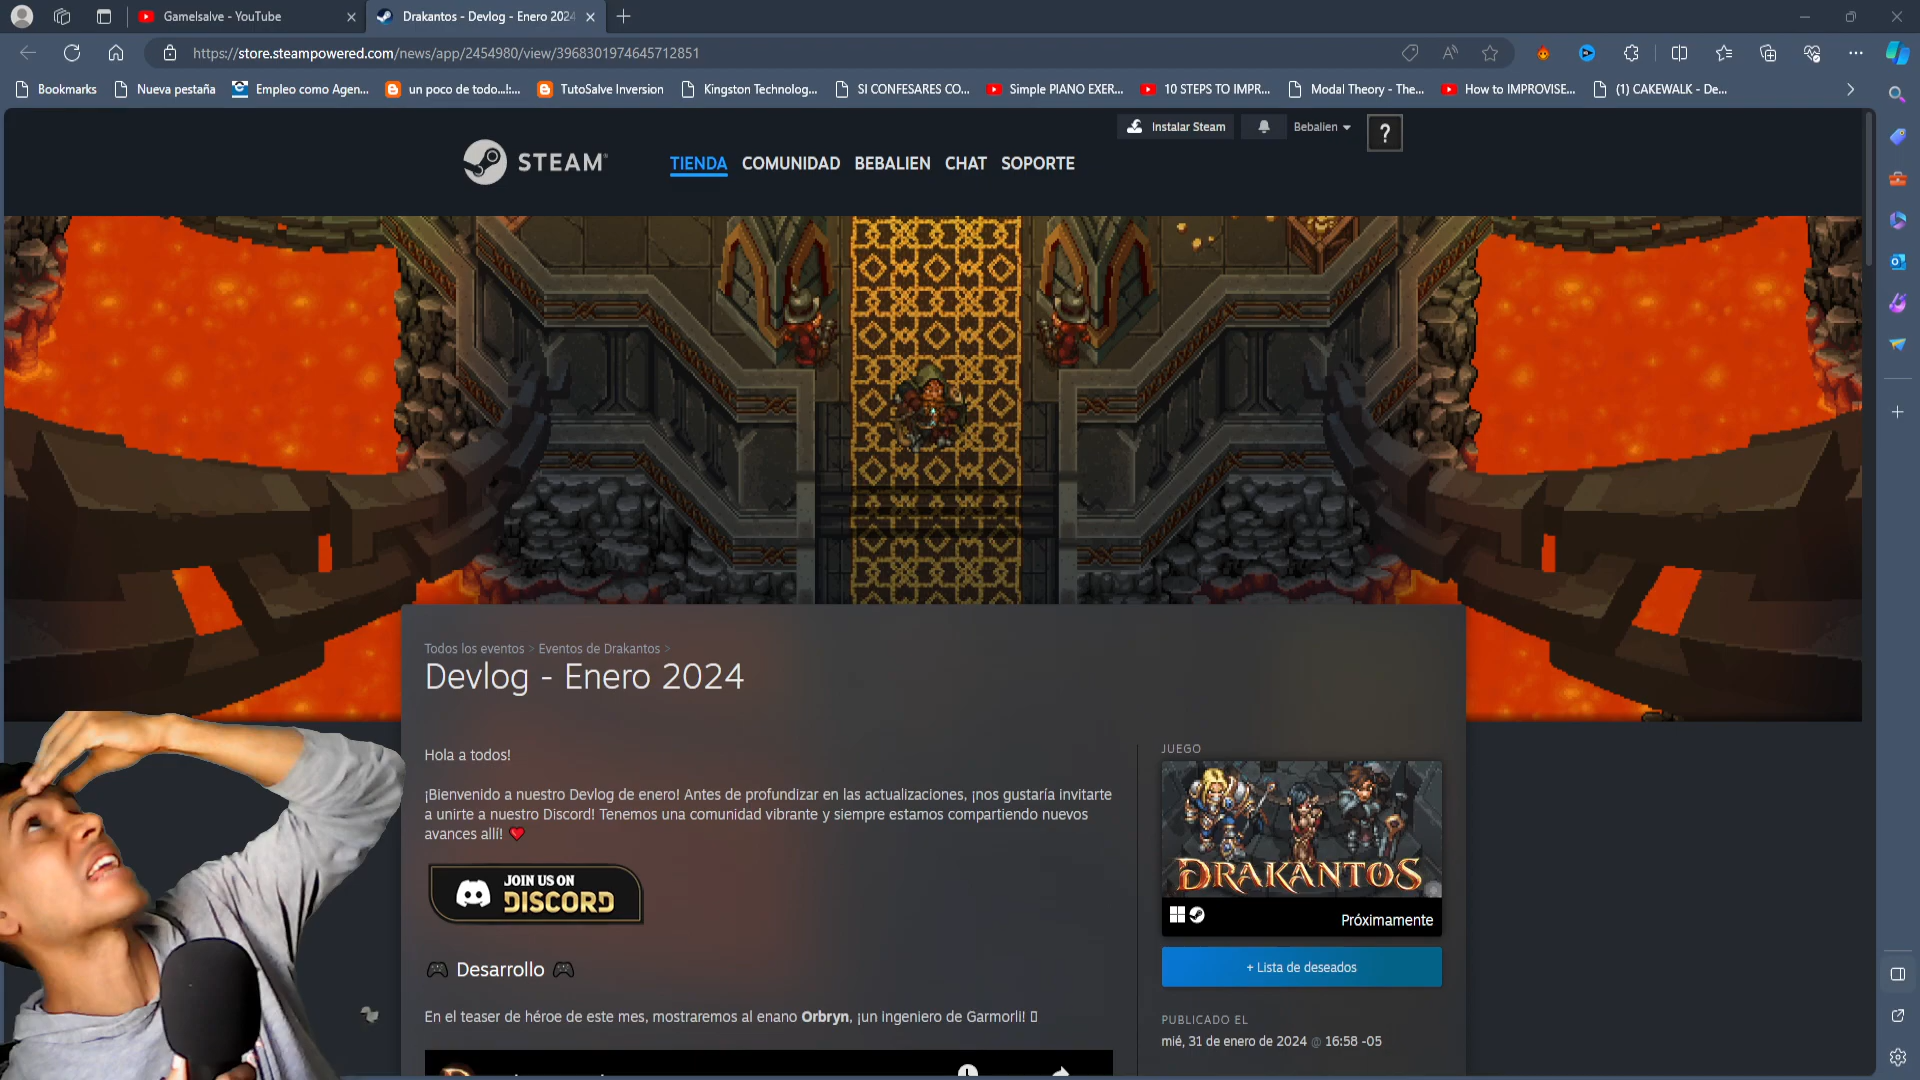 Gamelsalve - YouTube
Drakantos - Devlog - Enero 2024
https://store.steampowered.com/news/app/2454980/view/3968301974645712851
Bookmarks
Nueva pestaña
Empleo como Agen...
un poco de todo...!:...
TutoSalve Inversion
Kingston Technolog...
SI CONFESARES CO...
Simple PIANO EXER...
10 STEPS TO IMPR...
Modal Theory - The...
How to IMPROVISE...
(1) CAKEWALK - De...
Instalar Steam
Bebalien
?
STEAM®
TIENDA
COMUNIDAD
BEBALIEN
CHAT
SOPORTE
Todos los eventos > Eventos de Drakantos >
Devlog - Enero 2024
Hola a todos!
¡Bienvenido a nuestro Devlog de enero! Antes de profundizar en las actualizaciones, ¡nos gustaría invitarte
a unirte a nuestro Discord! Tenemos una comunidad vibrante y siempre estamos compartiendo nuevos
avances allí! ❤
JOIN US ON
DISCORD
🎮 Desarrollo 🎮
En el teaser de héroe de este mes, mostraremos al enano Orbryn, ¡un ingeniero de Garmorli!
JUEGO
DRAKANTOS
Próximamente
+ Lista de deseados
PUBLICADO EL
mié, 31 de enero de 2024 @ 16:58 -05